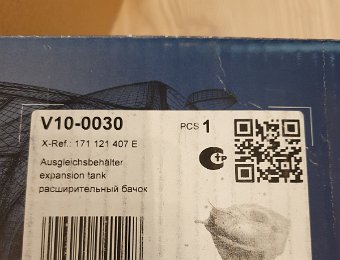 V10-0030
PCS 1
X-Ref.: 171 121 407 E
Ausgleichsbehälter
expansion tank
расширительный бачок